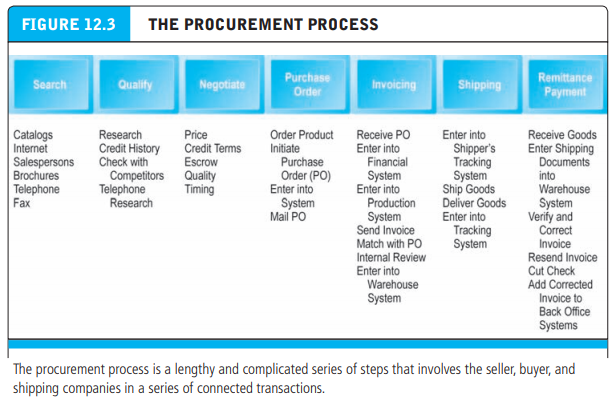 FIGURE 12.3 THE PROCUREMENT PROCESS
Search
Qualify
Negotiate
Purchase
Order
Invoicing
Shipping
Remittance
Payment
Catalogs
Internet
Salespersons
Brochures
Telephone
Fax
Research
Credit History
Check with
Competitors
Telephone
Research
Price
Credit Terms
Escrow
Quality
Timing
Order Product
Initiate
Purchase
Order (PO)
Enter into
System
Mail PO
Receive PO
Enter into
Financial
System
Enter into
Production
System
Send Invoice
Match with PO
Internal Review
Enter into
Warehouse
System
Enter into
Shipper's
Tracking
System
Ship Goods
Deliver Goods
Enter into
Tracking
System
Receive Goods
Enter Shipping
Documents
into
Warehouse
System
Verify and
Correct
Invoice
Resend Invoice
Cut Check
Add Corrected
Invoice to
Back Office
Systems
The procurement process is a lengthy and complicated series of steps that involves the seller, buyer, and
shipping companies in a series of connected transactions.